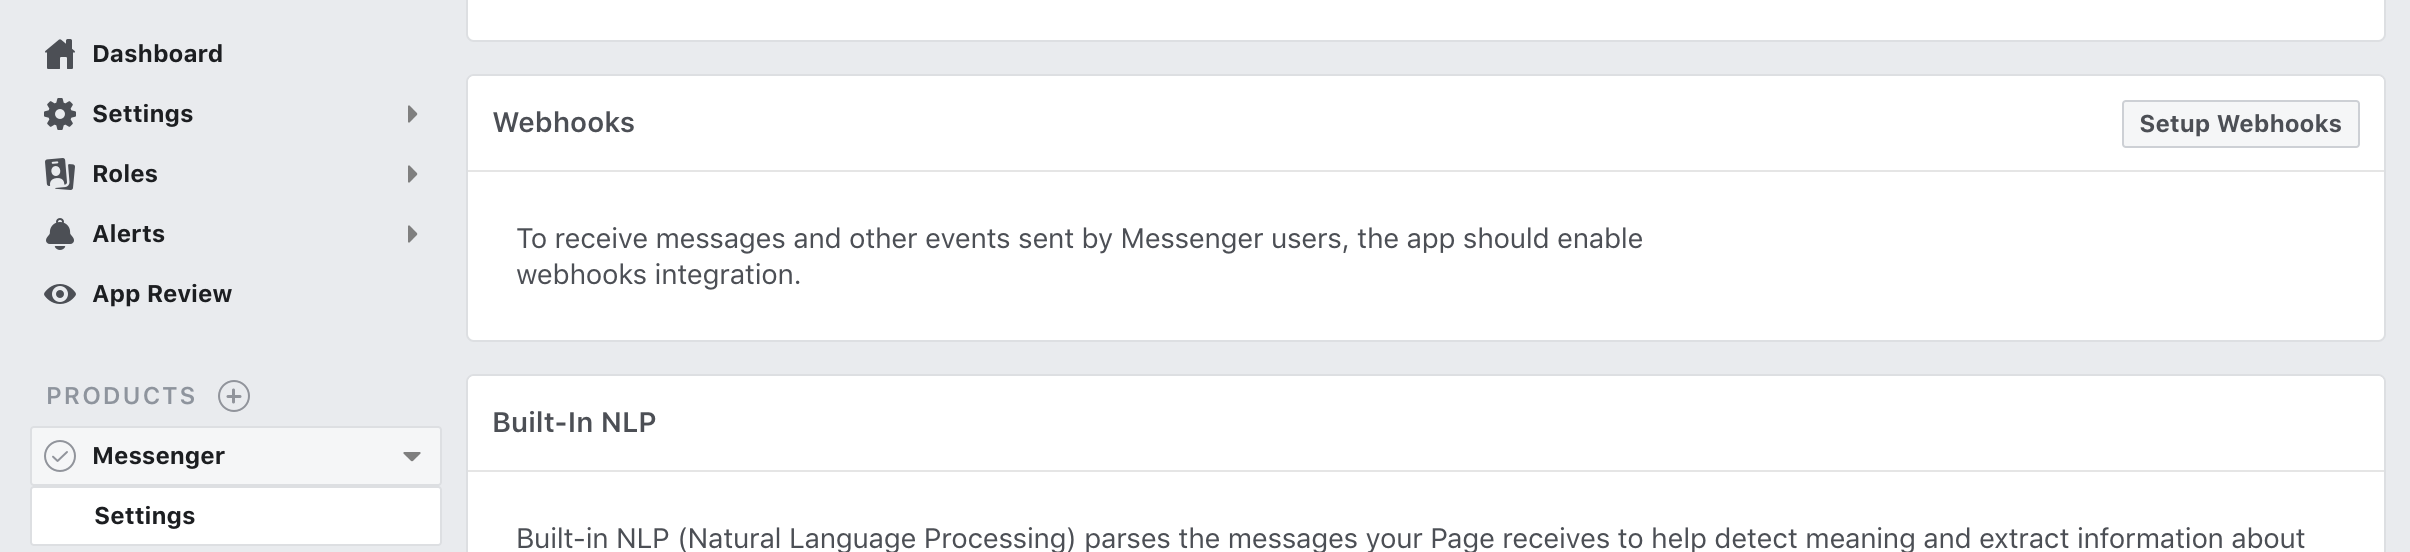 Dashboard
Settings
Roles
Alerts
App Review
PRODUCTS
Messenger
Settings
Webhooks
Setup Webhooks
To receive messages and other events sent by Messenger users, the app should enable
webhooks integration.
Built-In NLP
Built-in NLP (Natural Language Processing) parses the messages your Page receives to help detect meaning and extract information about